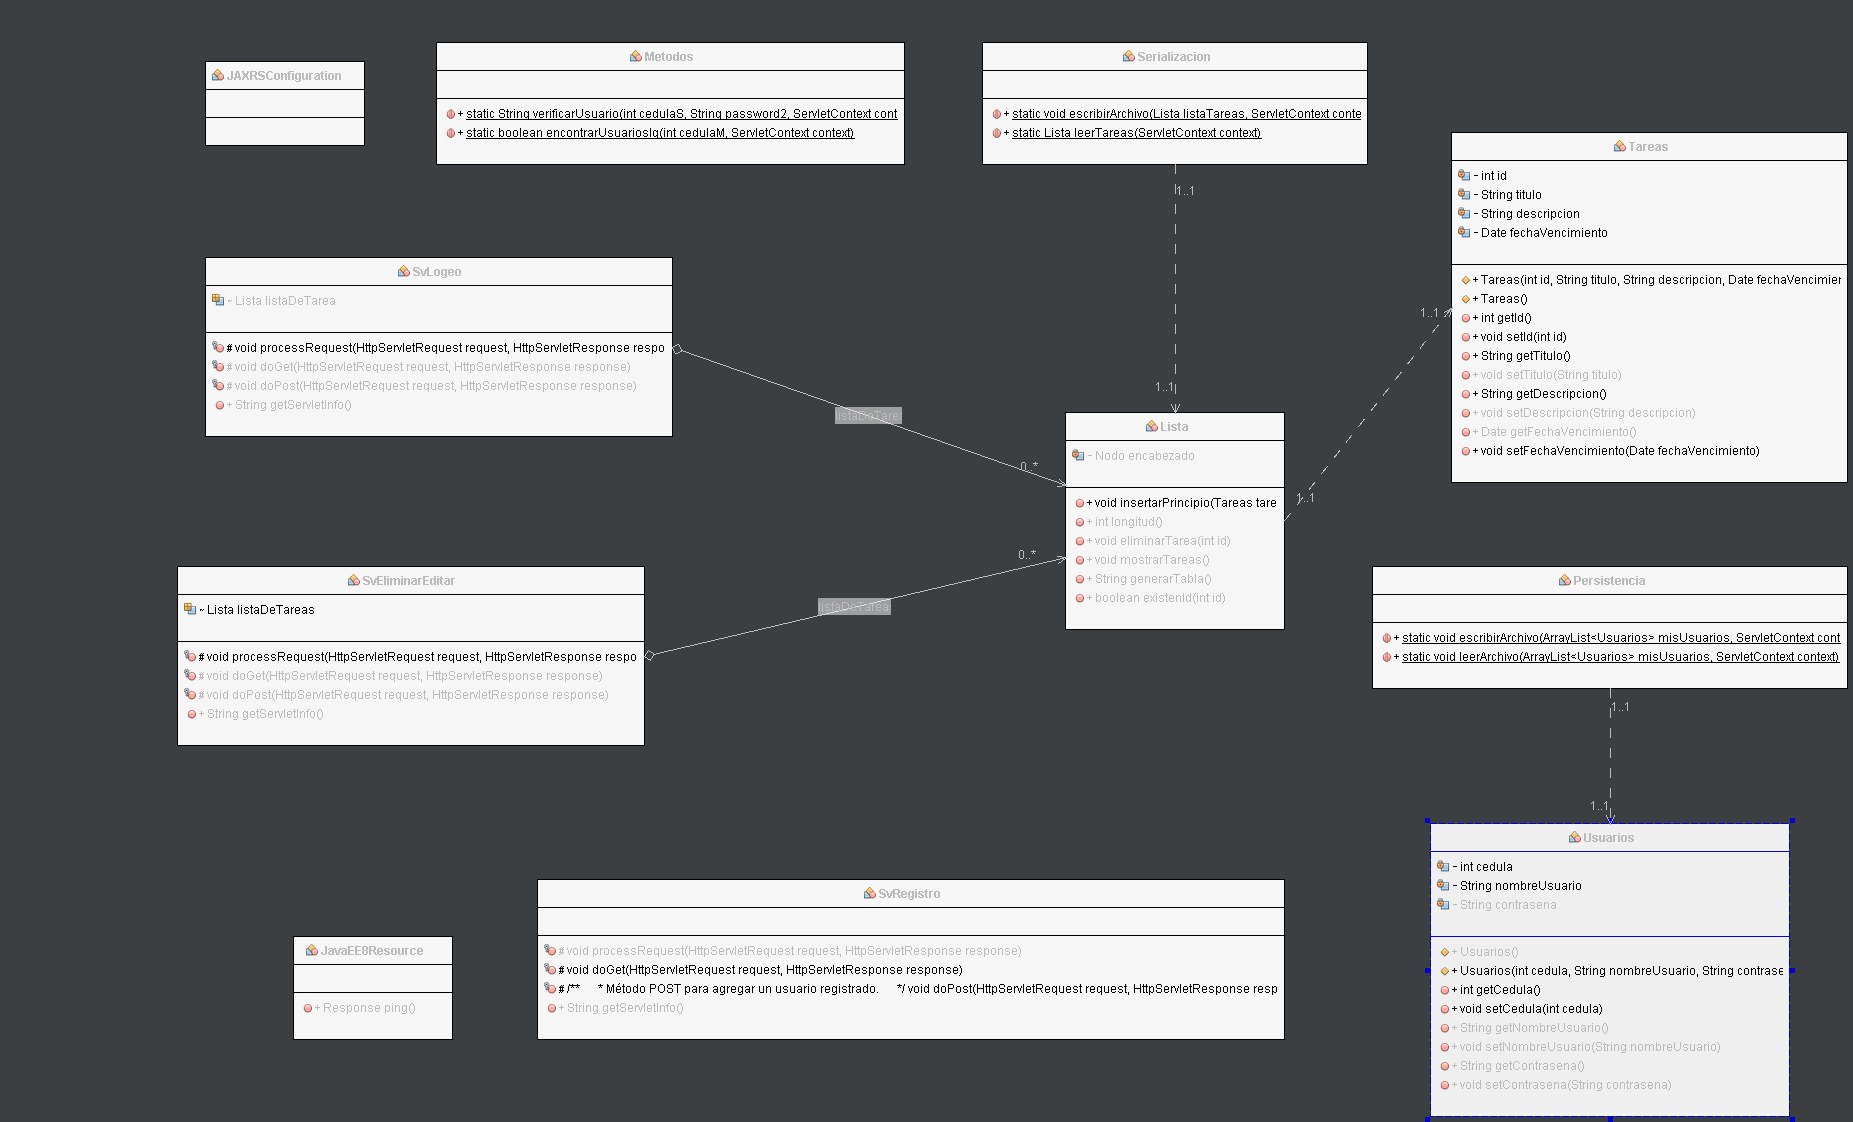 JAXRSConfiguration
Metodos
+ static String verificarUsuario(int cedulaS, String password2, ServletContext cont
+ static boolean encontrarUsuariosIg(int cedulaM, ServletContext context)
Serializacion
+ static void escribirArchivo(Lista listaTareas, ServletContext conte
+ static Lista leerTareas(ServletContext context)
1..1
1..1
Tareas
- int id
- String titulo
- String descripcion
- Date fechaVencimiento
+ Tareas(int id, String titulo, String descripcion, Date fechaVencimier
+ Tareas()
+ int getId()
+ void setId(int id)
+ String getTitulo()
+ void setTitulo(String titulo)
+ String getDescripcion()
+ void setDescripcion(String descripcion)
+ Date getFechaVencimiento()
+ void setFechaVencimiento(Date fechaVencimiento)
1..1
1..1
SvLogeo
~ Lista listaDeTarea
# void processRequest(HttpServletRequest request, HttpServletResponse respo
# void doGet(HttpServletRequest request, HttpServletResponse response)
# void doPost(HttpServletRequest request, HttpServletResponse response)
+ String getServletInfo()
listaDeTarea
0..*
Lista
- Nodo encabezado
+ void insertarPrincipio(Tareas tare
+ int longitud()
+ void eliminarTarea(int id)
+ void mostrarTareas()
+ String generarTabla()
+ boolean existenId(int id)
SvEliminarEditar
~ Lista listaDeTareas
# void processRequest(HttpServletRequest request, HttpServletResponse respo
# void doGet(HttpServletRequest request, HttpServletResponse response)
# void doPost(HttpServletRequest request, HttpServletResponse response)
+ String getServletInfo()
listaDeTareas
0..*
Persistencia
+ static void escribirArchivo(ArrayList<Usuarios> misUsuarios, ServletContext cont
+ static void leerArchivo(ArrayList<Usuarios> misUsuarios, ServletContext context)
1..1
1..1
Usuarios
- int cedula
- String nombreUsuario
- String contrasena
+ Usuarios()
+ Usuarios(int cedula, String nombreUsuario, String contrase
+ int getCedula()
+ void setCedula(int cedula)
+ String getNombreUsuario()
+ void setNombreUsuario(String nombreUsuario)
+ String getContrasena()
+ void setContrasena(String contrasena)
JavaEE8Resource
+ Response ping()
SvRegistro
# void processRequest(HttpServletRequest request, HttpServletResponse response)
# void doGet(HttpServletRequest request, HttpServletResponse response)
# /** * Método POST para agregar un usuario registrado. */ void doPost(HttpServletRequest request, HttpServletResponse resp
+ String getServletInfo()